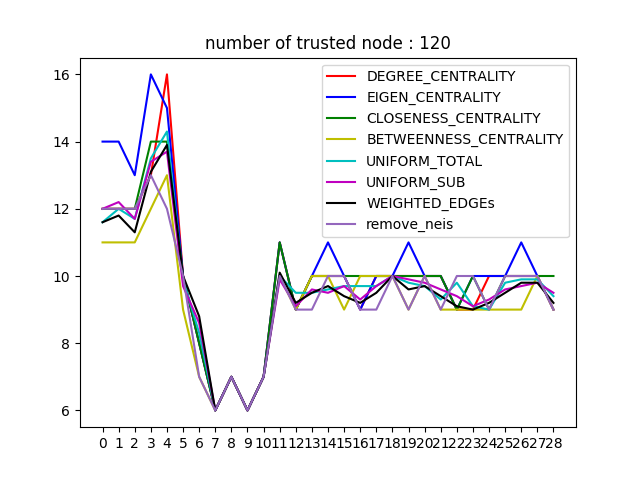 number of trusted node : 120
16
14
12
10
8
6
DEGREE_CENTRALITY
EIGEN_CENTRALITY
CLOSENESS_CENTRALITY
BETWEENNESS_CENTRALITY
UNIFORM_TOTAL
UNIFORM_SUB
WEIGHTED_EDGEs
remove_neis
0 1 2 3 4 5 6 7 8 9 10 11 12 13 14 15 16 17 18 19 20 21 22 23 24 25 26 27 28